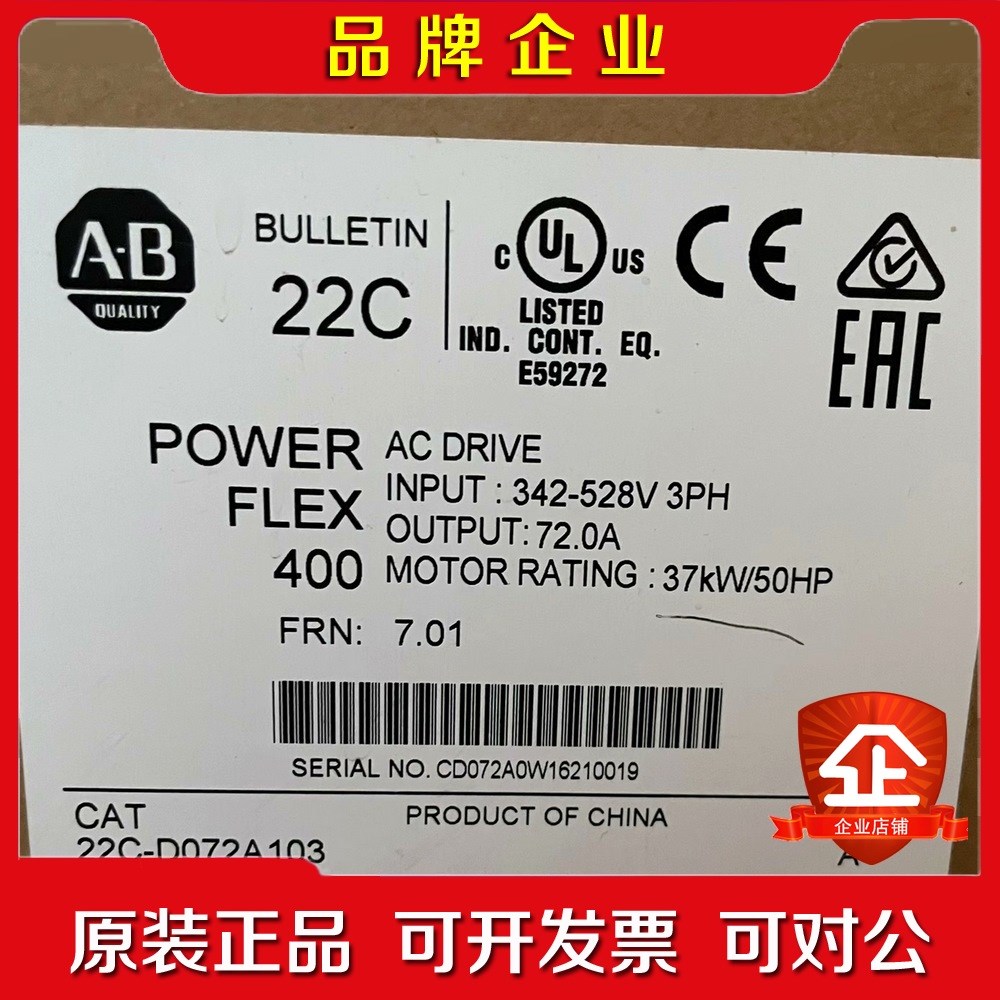 品牌企业
A-B
QUALITY
BULLETIN
22C
C UL US
LISTED
IND. CONT. EQ.
E59272
CE
EAC
POWER
FLEX
400
AC DRIVE
INPUT : 342-528V 3PH
OUTPUT: 72.0A
MOTOR RATING : 37kW/50HP
FRN: 7.01
SERIAL NO. CD072A0W16210019
CAT
22C-D072A103
PRODUCT OF CHINA
A
企
企业店铺
原装正品 可开发票 可对公